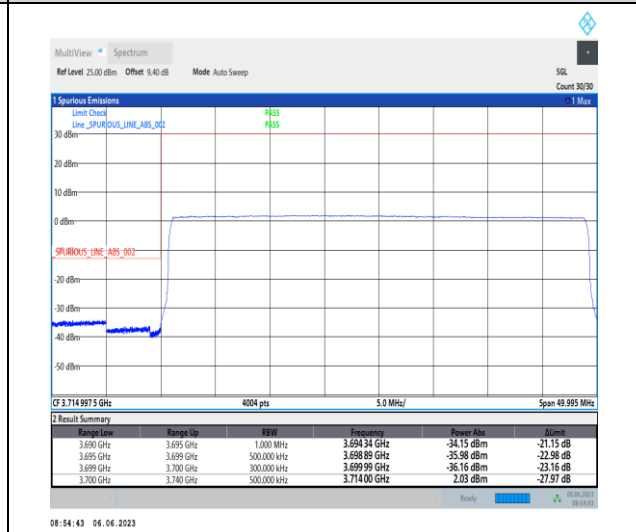 MultiView Spectrum
Ref Level 25.00 dBm Offset 9.40 dB Mode Auto Sweep SGL
Count 30/30
1 Spurious Emissions 1 Max
Limit Check PASS
Line _SPURIOUS_LINE_ABS_002 PASS
30 dBm
20 dBm
10 dBm
0 dBm
_SPURIOUS_LINE_ABS_002
-20 dBm
-30 dBm
-40 dBm
-50 dBm
CF 3.714 997 5 GHz 4004 pts 5.0 MHz/ Span 49.995 MHz
2 Result Summary
Range Low Range Up RBW Frequency Power Abs ΔLimit
3.690 GHz 3.695 GHz 1.000 MHz 3.694 34 GHz -34.15 dBm -21.15 dB
3.695 GHz 3.699 GHz 500.000 kHz 3.698 89 GHz -35.98 dBm -22.98 dB
3.699 GHz 3.700 GHz 300.000 kHz 3.699 99 GHz -36.16 dBm -23.16 dB
3.700 GHz 3.740 GHz 500.000 kHz 3.714 00 GHz 2.03 dBm -27.97 dB
Ready 06.06.2023
08:54:43
08:54:43 06.06.2023